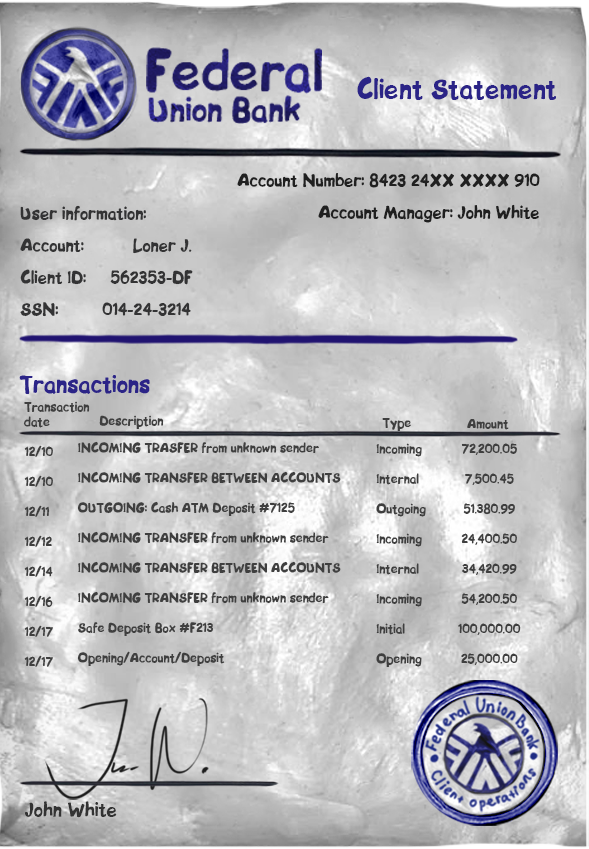 Federal
Union Bank
Client Statement
Account Number: 8423 24XX XXXX 910
User information:
Account Manager: John White
Account: Loner J.
Client ID: 562353-DF
SSN: 014-24-3214
Transactions
Transaction date Description Type Amount
12/10 INCOMING TRASFER from unknown sender Incoming 72,200.05
12/10 INCOMING TRANSFER BETWEEN ACCOUNTS Internal 7,500.45
12/11 OUTGOING: Cash ATM Deposit #7125 Outgoing 51.380.99
12/12 INCOMING TRANSFER from unknown sender Incoming 24,400.50
12/14 INCOMING TRANSFER BETWEEN ACCOUNTS Internal 34,420.99
12/16 INCOMING TRANSFER from unknown sender Incoming 54,200.50
12/17 Safe Deposit Box #F213 Initial 100,000.00
12/17 Opening/Account/Deposit Opening 25,000.00
John White
Federal Union Bank
Client operations